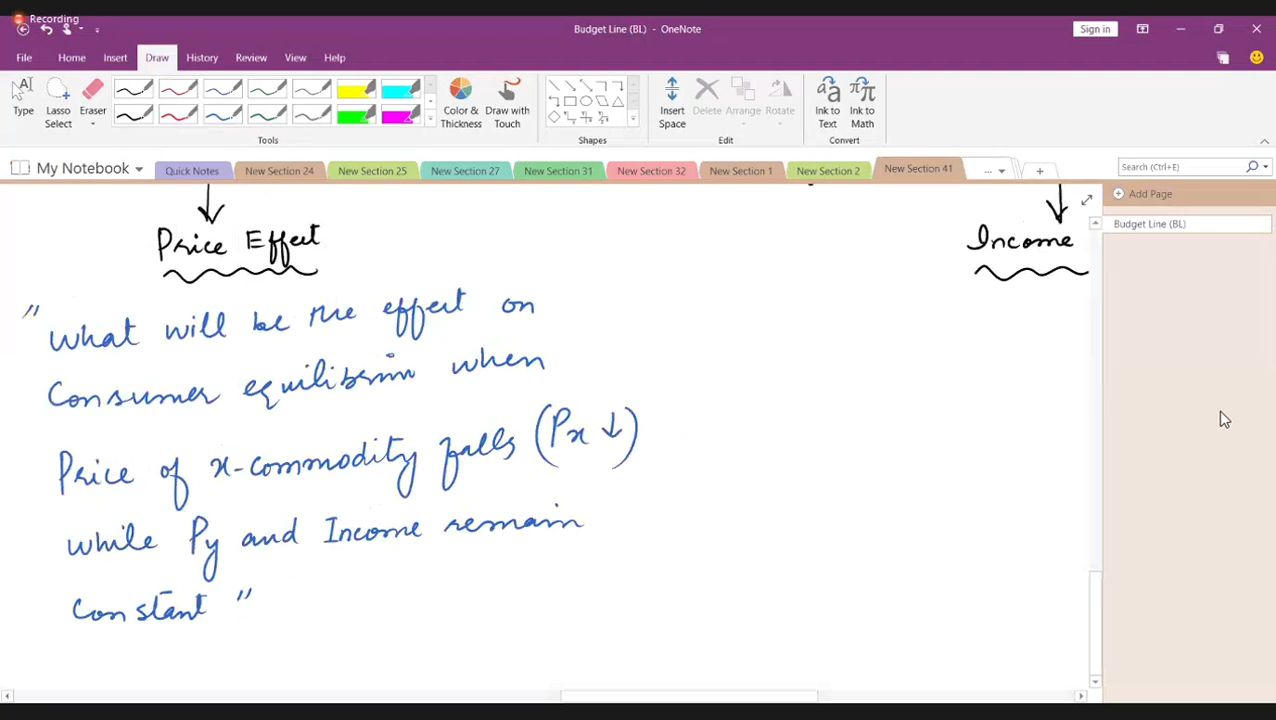 Recording
Budget Line (BL) - OneNote
Sign in
File Home Insert Draw History Review View Help
Type
Lasso Select
Eraser
Color & Thickness
Draw with Touch
Insert Space
Delete
Arrange
Rotate
Ink to Text
Ink to Math
Tools
Shapes
Edit
Convert
My Notebook
Quick Notes
New Section 24
New Section 25
New Section 27
New Section 31
New Section 32
New Section 1
New Section 2
New Section 41
...
Search (Ctrl+E)
Add Page
Budget Line (BL)
Price Effect
Income
"What will be the effect on
Consumer equilibrium when
Price of x-commodity falls (Px ↓)
while Py and Income remain
constant"